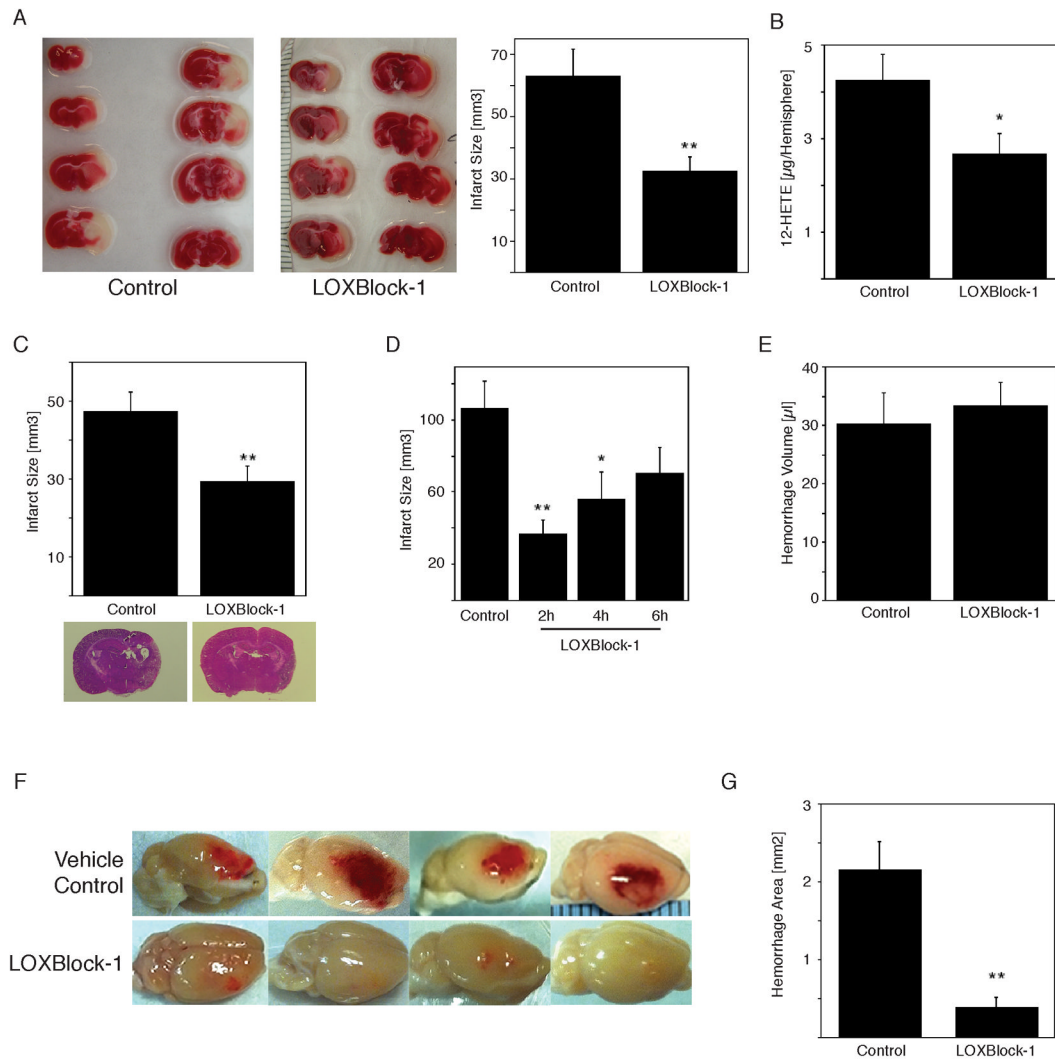 A
Control
LOXBlock-1
Infarct Size [mm3]
70
50
30
10
**
Control
LOXBlock-1
B
12-HETE [µg/Hemisphere]
5
3
1
*
Control
LOXBlock-1
C
Infarct Size [mm3]
50
30
10
**
Control
LOXBlock-1
D
Infarct Size [mm3]
100
60
20
**
*
Control
2h
4h
6h
LOXBlock-1
E
Hemorrhage Volume [µl]
40
30
20
10
0
Control
LOXBlock-1
F
Vehicle
Control
LOXBlock-1
G
Hemorrhage Area [mm2]
3
2
1
**
Control
LOXBlock-1